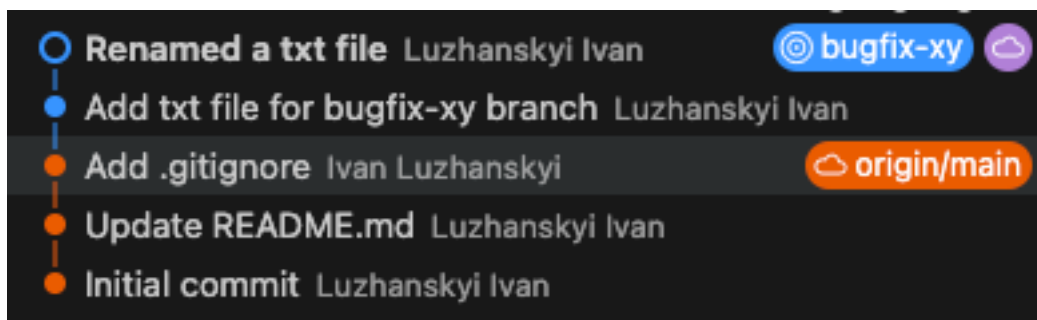 Renamed a txt file Luzhanskyi Ivan bugfix-xy
Add txt file for bugfix-xy branch Luzhanskyi Ivan
Add .gitignore Ivan Luzhanskyi origin/main
Update README.md Luzhanskyi Ivan
Initial commit Luzhanskyi Ivan